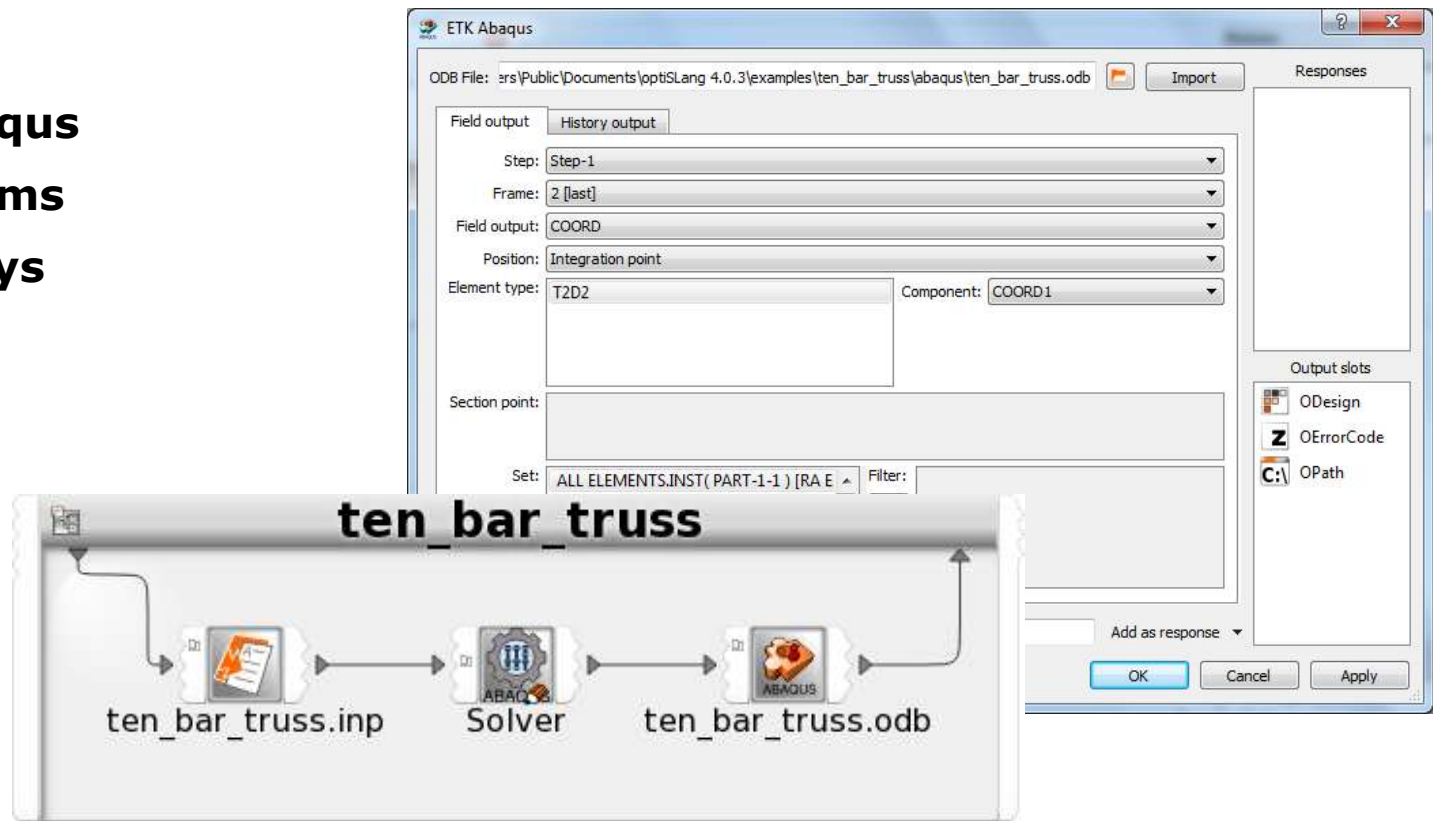 qus
ms
ys
ETK Abaqus
ODB File: ers\Public\Documents\optiSLang 4.0.3\examples\ten_bar_truss\abaqus\ten_bar_truss.odb Import
Responses
Field output History output
Step: Step-1
Frame: 2 [last]
Field output: COORD
Position: Integration point
Element type: T2D2 Component: COORD1
Section point:
Set: ALL ELEMENTS.INST( PART-1-1 ) [RA E Filter:
Output slots
ODesign
Z OErrorCode
C:\ OPath
Add as response
OK Cancel Apply
ten_bar_truss
ABAQUS
ABAQUS
ten_bar_truss.inp Solver ten_bar_truss.odb